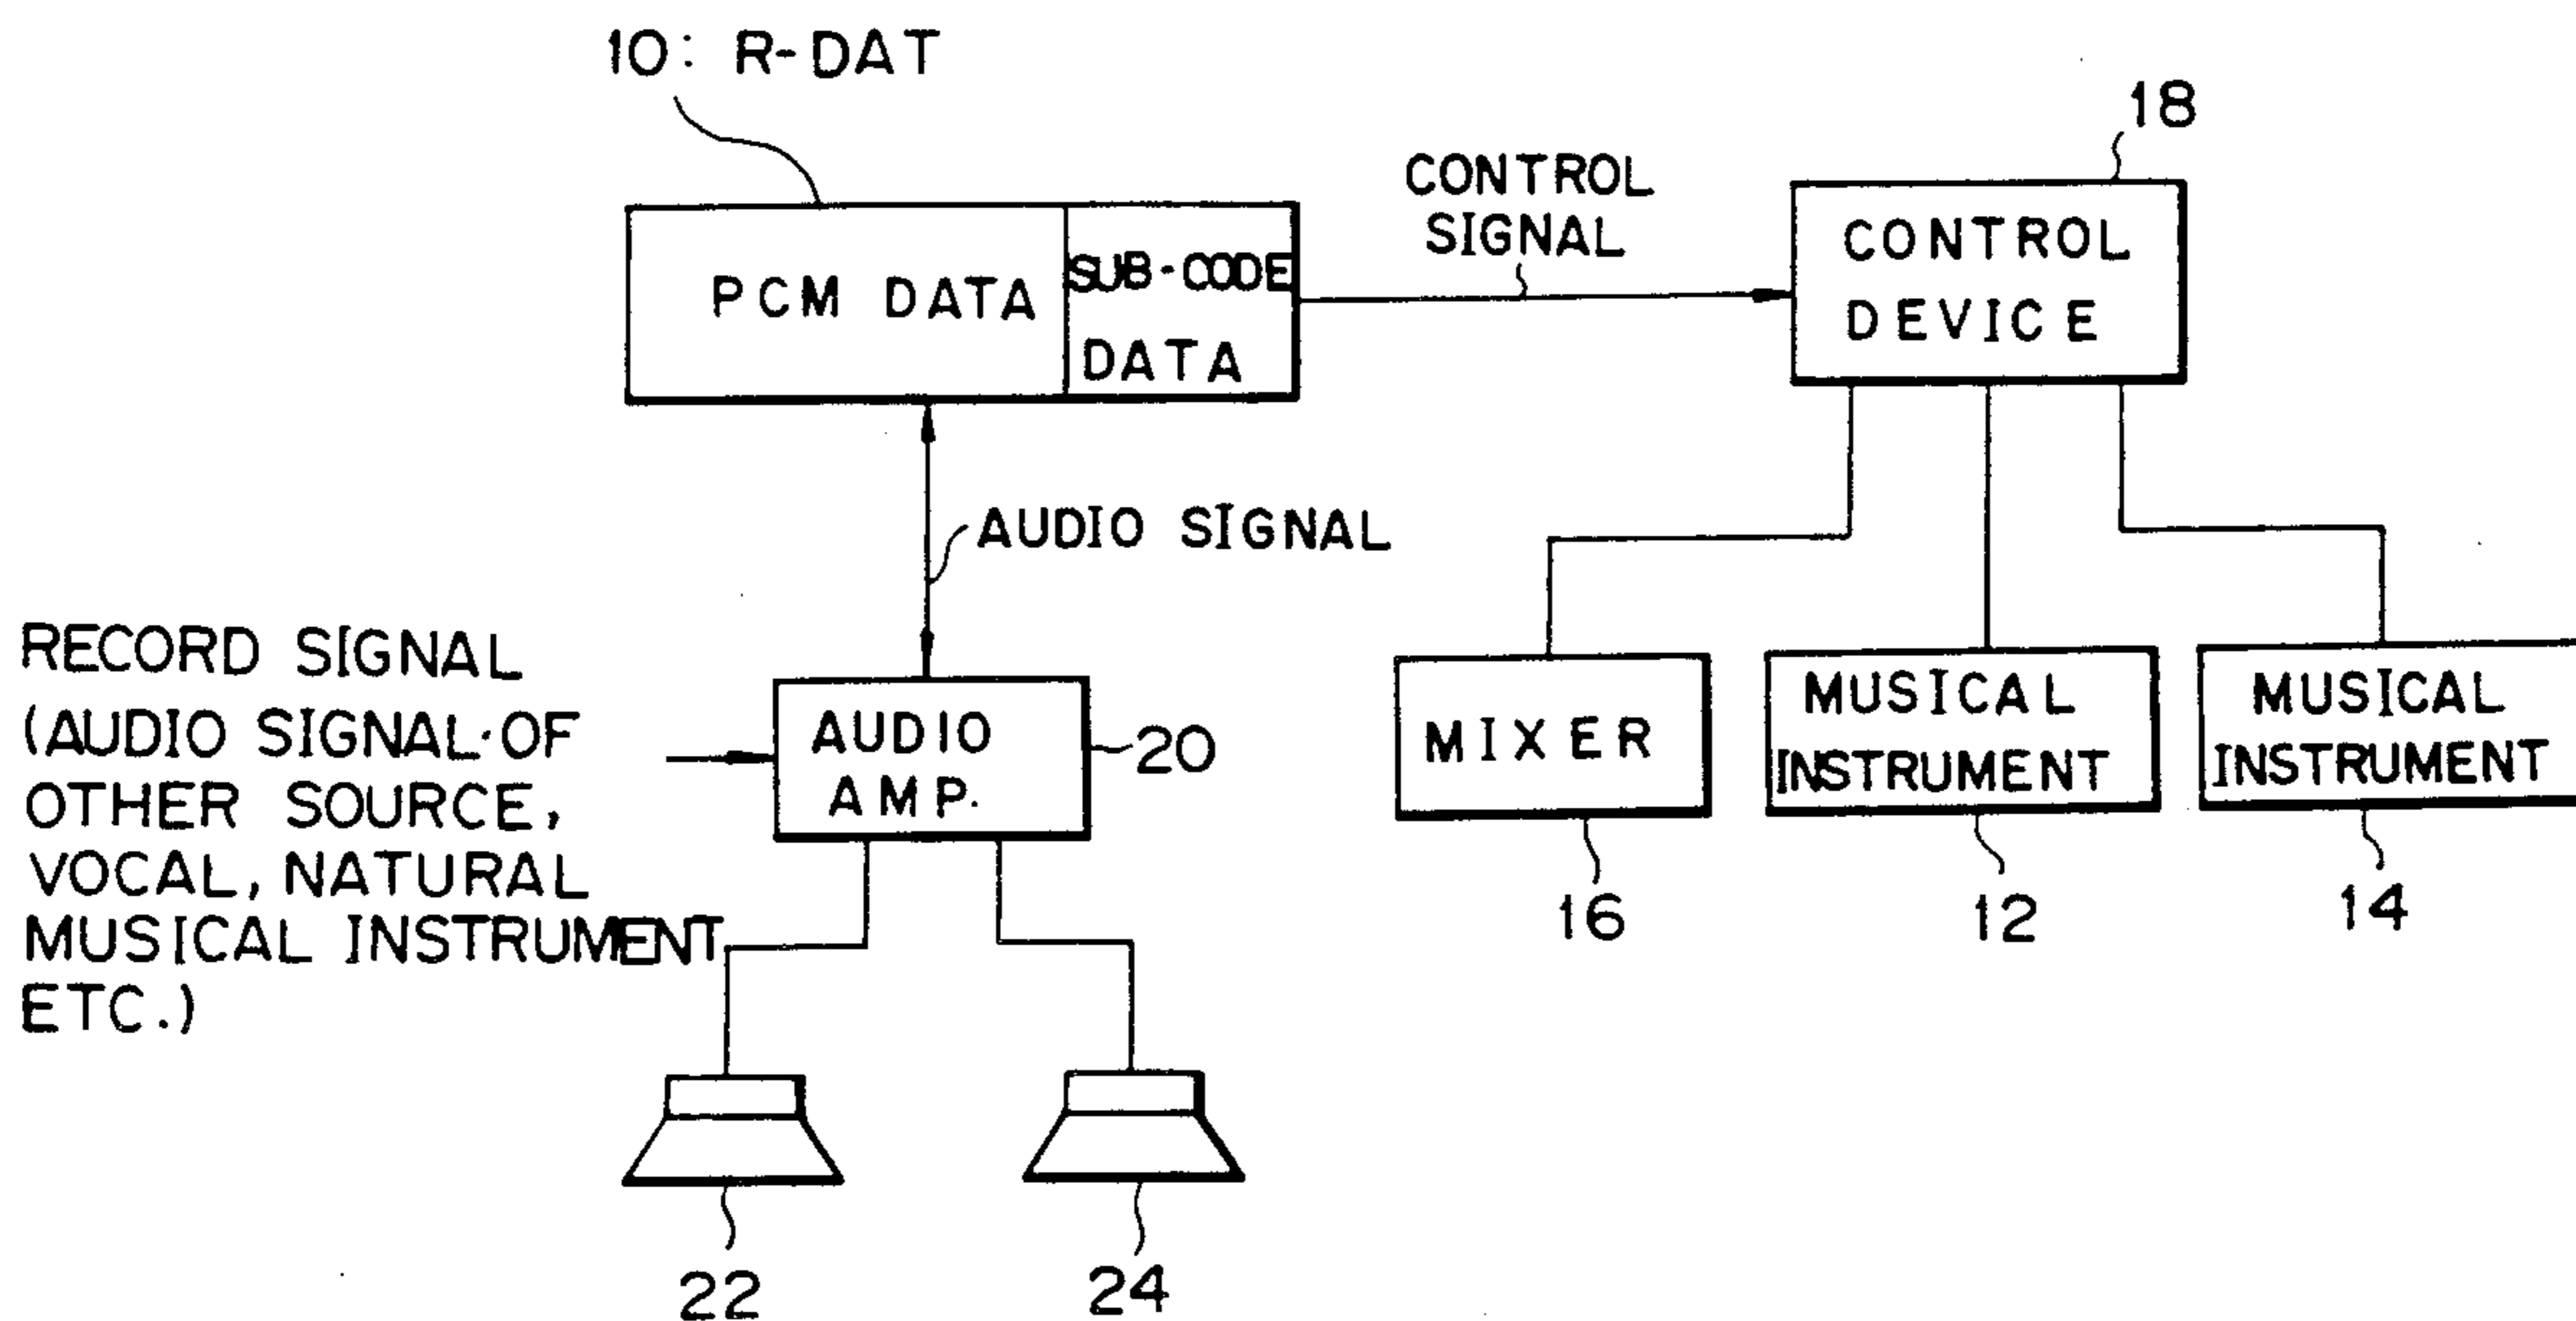 10: R-DAT
18
CONTROL
SIGNAL
CONTROL
DEVICE
PCM DATA
SUB-CODE
DATA
AUDIO SIGNAL
RECORD SIGNAL
(AUDIO SIGNAL OF
OTHER SOURCE,
VOCAL, NATURAL
MUSICAL INSTRUMENT
ETC.)
AUDIO
AMP.
20
MIXER
MUSICAL
INSTRUMENT
MUSICAL
INSTRUMENT
16
12
14
22
24